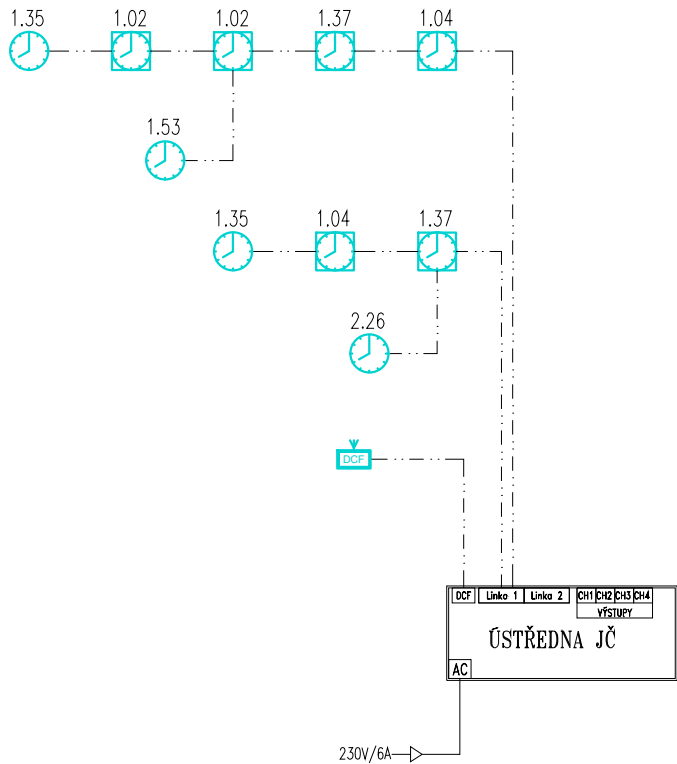 1.35 1.02 1.02 1.37 1.04
1.53
1.35 1.04 1.37
2.26
DCF
DCF Linka 1 Linka 2 CH1 CH2 CH3 CH4
VÝSTUPY
ÚSTŘEDNA JČ
AC
230V/6A